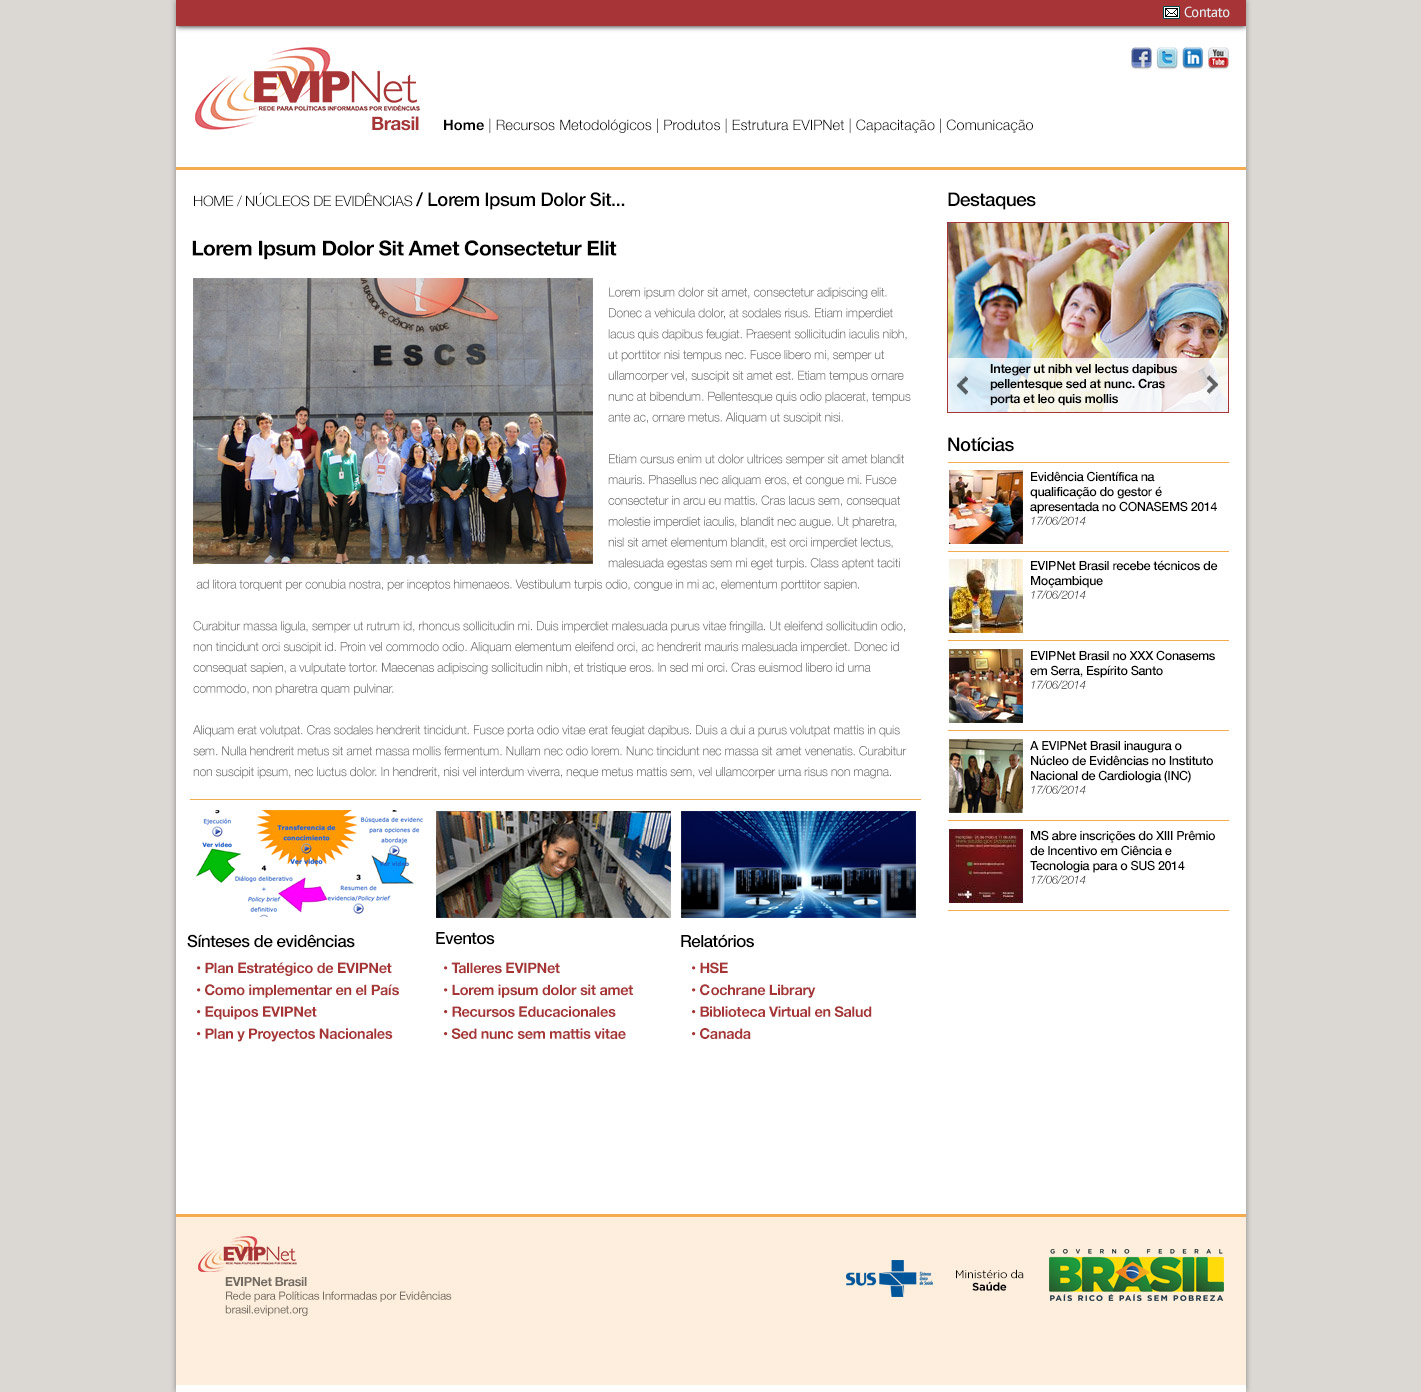 Contato
EVIPNet
REDE PARA POLÍTICAS INFORMADAS POR EVIDÊNCIAS
Brasil
You
Tube
Home | Recursos Metodológicos | Produtos | Estrutura EVIPNet | Capacitação | Comunicação
HOME / NÚCLEOS DE EVIDÊNCIAS / Lorem Ipsum Dolor Sit...
Lorem Ipsum Dolor Sit Amet Consectetur Elit
ESCS
Lorem ipsum dolor sit amet, consectetur adipiscing elit.
Donec a vehicula dolor, at sodales risus. Etiam imperdiet
lacus quis dapibus feugiat. Praesent sollicitudin iaculis nibh,
ut porttitor nisi tempus nec. Fusce libero mi, semper ut
ullamcorper vel, suscipit sit amet est. Etiam tempus ornare
nunc at bibendum. Pellentesque quis odio placerat, tempus
ante ac, ornare metus. Aliquam ut suscipit nisi.
Etiam cursus enim ut dolor ultrices semper sit amet blandit
mauris. Phasellus nec aliquam eros, et congue mi. Fusce
consectetur in arcu eu mattis. Cras lacus sem, consequat
molestie imperdiet iaculis, blandit nec augue. Ut pharetra,
nisl sit amet elementum blandit, est orci imperdiet lectus,
malesuada egestas sem mi eget turpis. Class aptent taciti
ad litora torquent per conubia nostra, per inceptos himenaeos. Vestibulum turpis odio, congue in mi ac, elementum porttitor sapien.
Curabitur massa ligula, semper ut rutrum id, rhoncus sollicitudin mi. Duis imperdiet malesuada purus vitae fringilla. Ut eleifend sollicitudin odio,
non tincidunt orci suscipit id. Proin vel commodo odio. Aliquam elementum eleifend orci, ac hendrerit mauris malesuada imperdiet. Donec id
consequat sapien, a vulputate tortor. Maecenas adipiscing sollicitudin nibh, et tristique eros. In sed mi orci. Cras euismod libero id urna
commodo, non pharetra quam pulvinar.
Aliquam erat volutpat. Cras sodales hendrerit tincidunt. Fusce porta odio vitae erat feugiat dapibus. Duis a dui a purus volutpat mattis in quis
sem. Nulla hendrerit metus sit amet massa mollis fermentum. Nullam nec odio lorem. Nunc tincidunt nec massa sit amet venenatis. Curabitur
non suscipit ipsum, nec luctus dolor. In hendrerit, nisi vel interdum viverra, neque metus mattis sem, vel ullamcorper urna risus non magna.
Ejecución
Ver video
Transferencia de
conocimiento
Ver video
Búsqueda de evidenc
para opciones de
abordaje
4
Diálogo deliberativo
+
Policy brief
definitivo
3
Resumen de
evidencia/Policy brief
Sínteses de evidências
• Plan Estratégico de EVIPNet
• Como implementar en el País
• Equipos EVIPNet
• Plan y Proyectos Nacionales
Eventos
• Talleres EVIPNet
• Lorem ipsum dolor sit amet
• Recursos Educacionales
• Sed nunc sem mattis vitae
Relatórios
• HSE
• Cochrane Library
• Biblioteca Virtual en Salud
• Canada
Destaques
Integer ut nibh vel lectus dapibus
pellentesque sed at nunc. Cras
porta et leo quis mollis
Notícias
Evidência Científica na
qualificação do gestor é
apresentada no CONASEMS 2014
17/06/2014
EVIPNet Brasil recebe técnicos de
Moçambique
17/06/2014
EVIPNet Brasil no XXX Conasems
em Serra, Espírito Santo
17/06/2014
A EVIPNet Brasil inaugura o
Núcleo de Evidências no Instituto
Nacional de Cardiologia (INC)
17/06/2014
MS abre inscrições do XIII Prêmio
de Incentivo em Ciência e
Tecnologia para o SUS 2014
17/06/2014
EVIPNet
EVIPNet Brasil
Rede para Políticas Informadas por Evidências
brasil.evipnet.org
SUS
Ministério da
Saúde
GOVERNO FEDERAL
BRASIL
PAÍS RICO É PAÍS SEM POBREZA